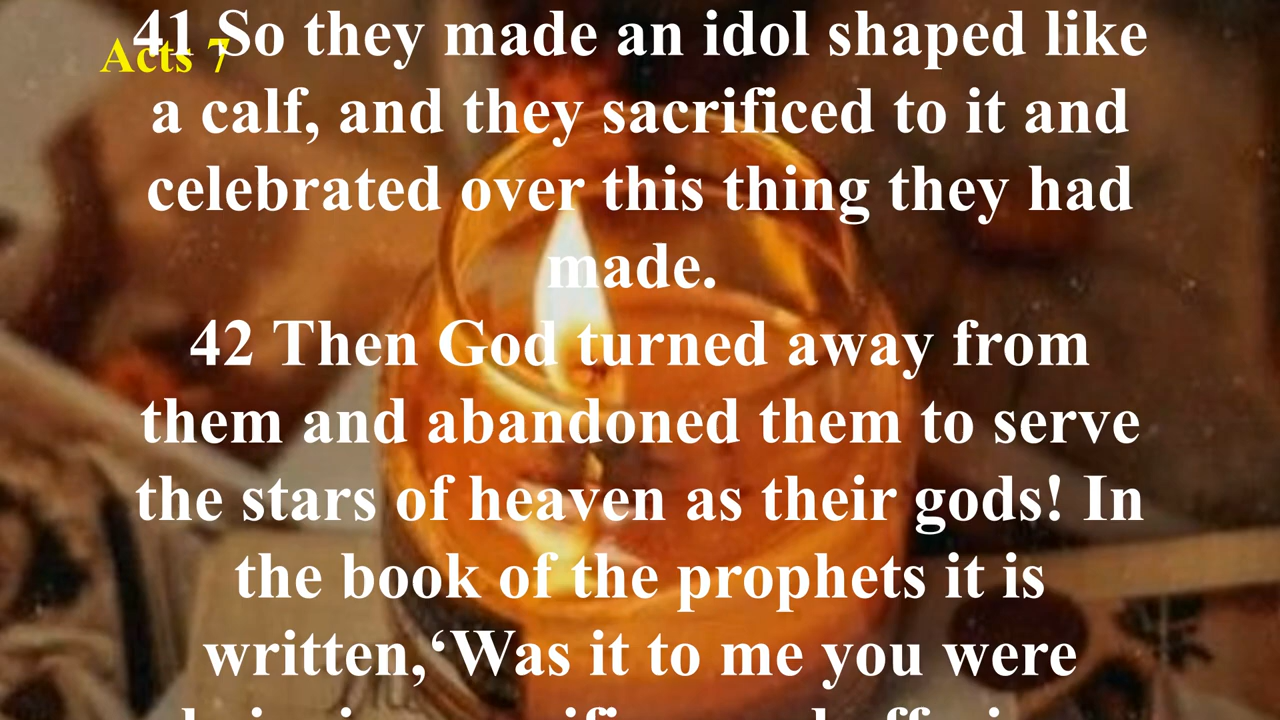 Acts 7
41 So they made an idol shaped like
a calf, and they sacrificed to it and
celebrated over this thing they had
made.
42 Then God turned away from
them and abandoned them to serve
the stars of heaven as their gods! In
the book of the prophets it is
written,‘Was it to me you were